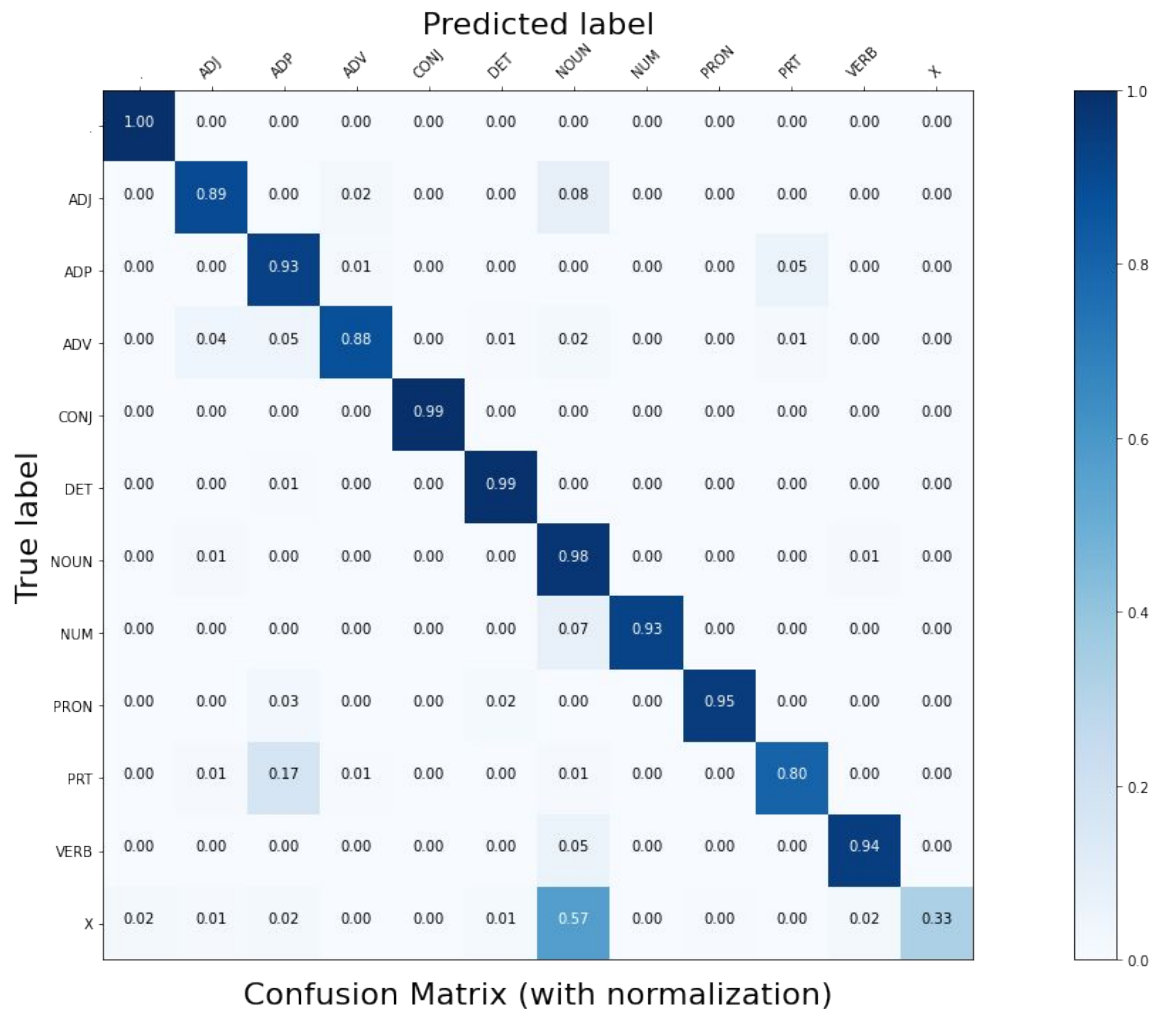 Predicted label
. ADJ ADP ADV CONJ DET NOUN NUM PRON PRT VERB X
. 1.00 0.00 0.00 0.00 0.00 0.00 0.00 0.00 0.00 0.00 0.00 0.00
ADJ 0.00 0.89 0.00 0.02 0.00 0.00 0.08 0.00 0.00 0.00 0.00 0.00
ADP 0.00 0.00 0.93 0.01 0.00 0.00 0.00 0.00 0.00 0.05 0.00 0.00
ADV 0.00 0.04 0.05 0.88 0.00 0.01 0.02 0.00 0.00 0.01 0.00 0.00
CONJ 0.00 0.00 0.00 0.00 0.99 0.00 0.00 0.00 0.00 0.00 0.00 0.00
DET 0.00 0.00 0.01 0.00 0.00 0.99 0.00 0.00 0.00 0.00 0.00 0.00
NOUN 0.00 0.01 0.00 0.00 0.00 0.00 0.98 0.00 0.00 0.00 0.01 0.00
NUM 0.00 0.00 0.00 0.00 0.00 0.00 0.07 0.93 0.00 0.00 0.00 0.00
PRON 0.00 0.00 0.03 0.00 0.00 0.02 0.00 0.00 0.95 0.00 0.00 0.00
PRT 0.00 0.01 0.17 0.01 0.00 0.00 0.01 0.00 0.00 0.80 0.00 0.00
VERB 0.00 0.00 0.00 0.00 0.00 0.00 0.05 0.00 0.00 0.00 0.94 0.00
X 0.02 0.01 0.02 0.00 0.00 0.01 0.57 0.00 0.00 0.00 0.02 0.33
True label
Confusion Matrix (with normalization)
1.0
0.8
0.6
0.4
0.2
0.0